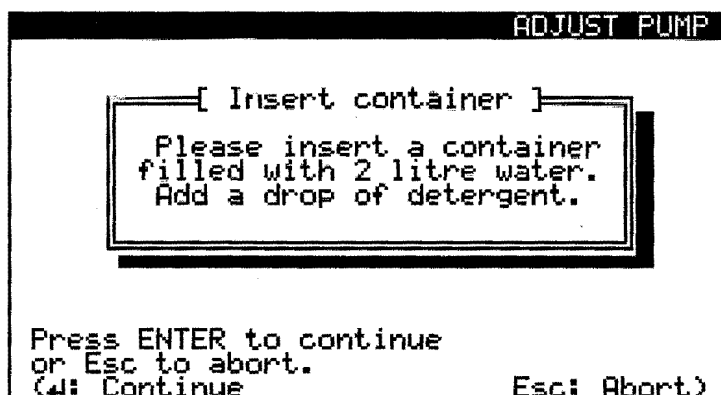 ADJUST PUMP
[ Insert container ]
Please insert a container
filled with 2 litre water.
Add a drop of detergent.
Press ENTER to continue
or Esc to abort.
(↵: Continue Esc: Abort)